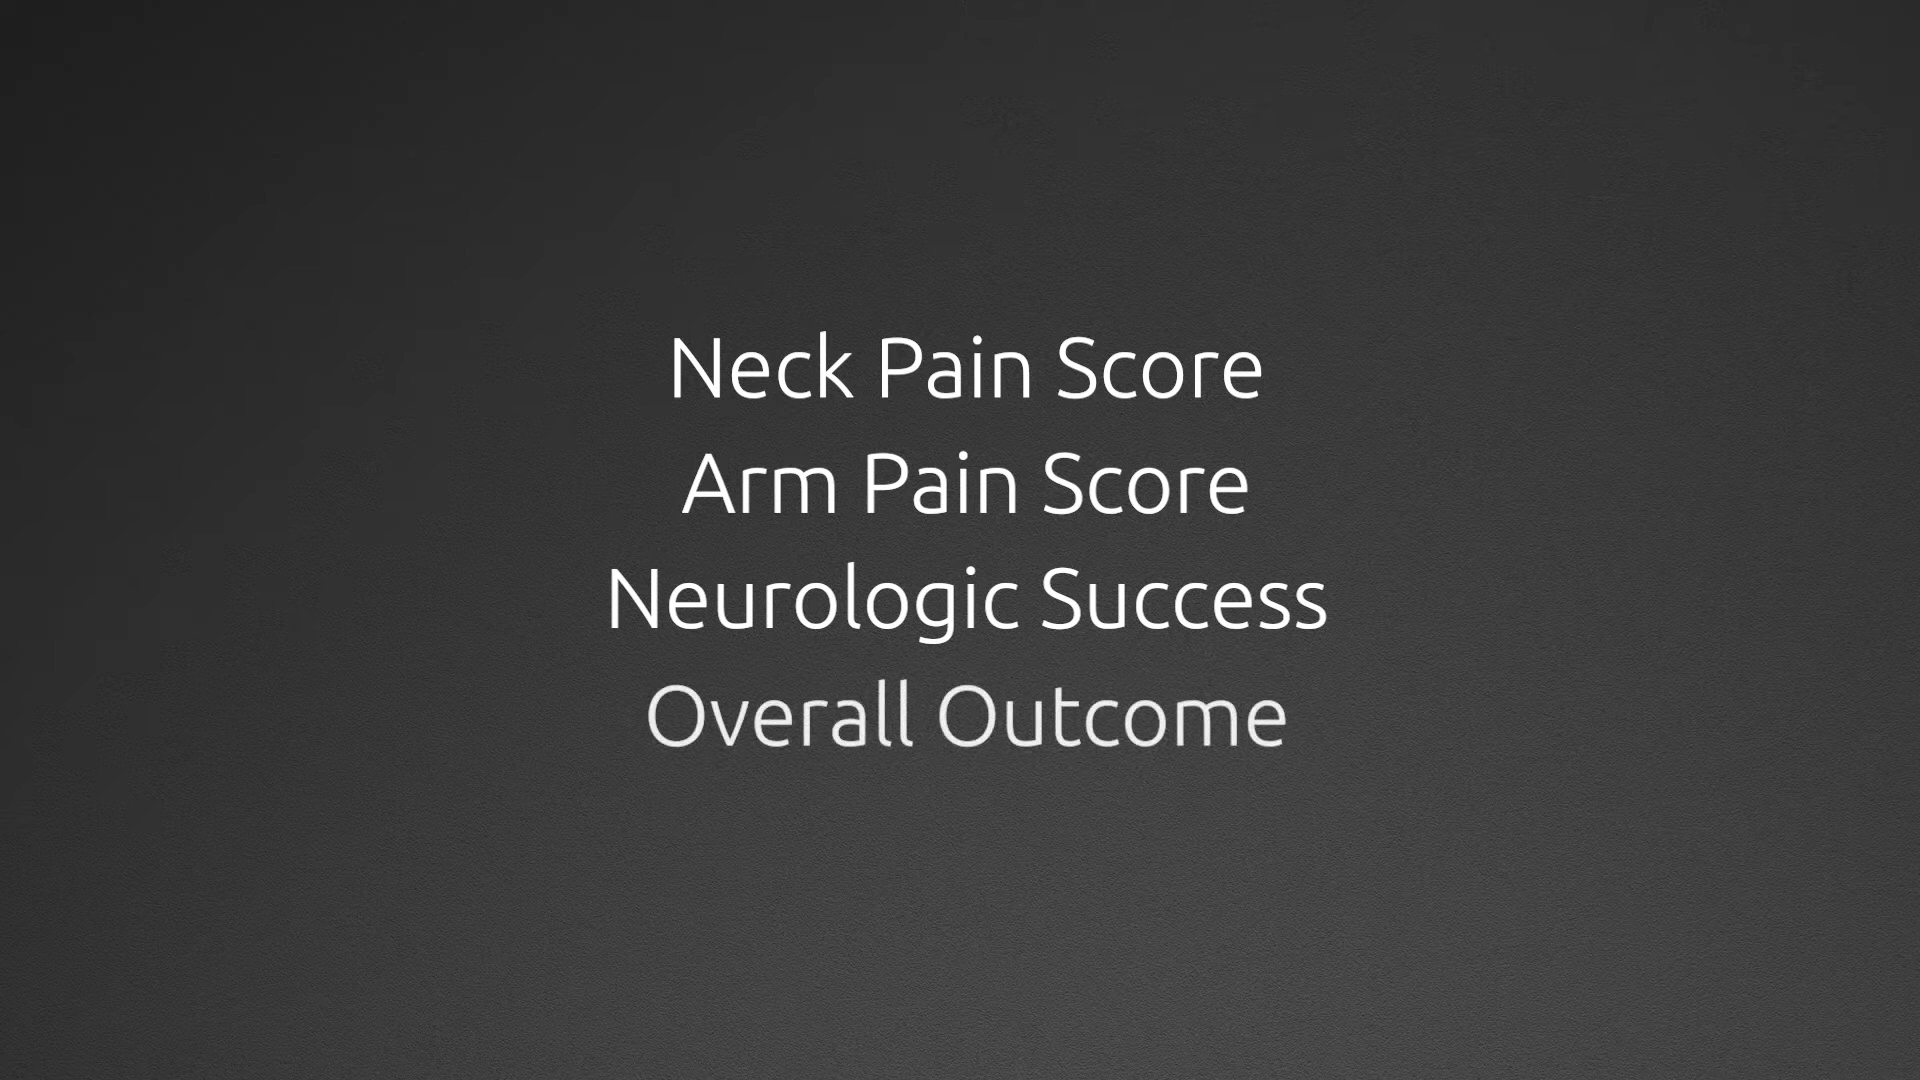 Neck Pain Score
Arm Pain Score
Neurologic Success
Overall Outcome